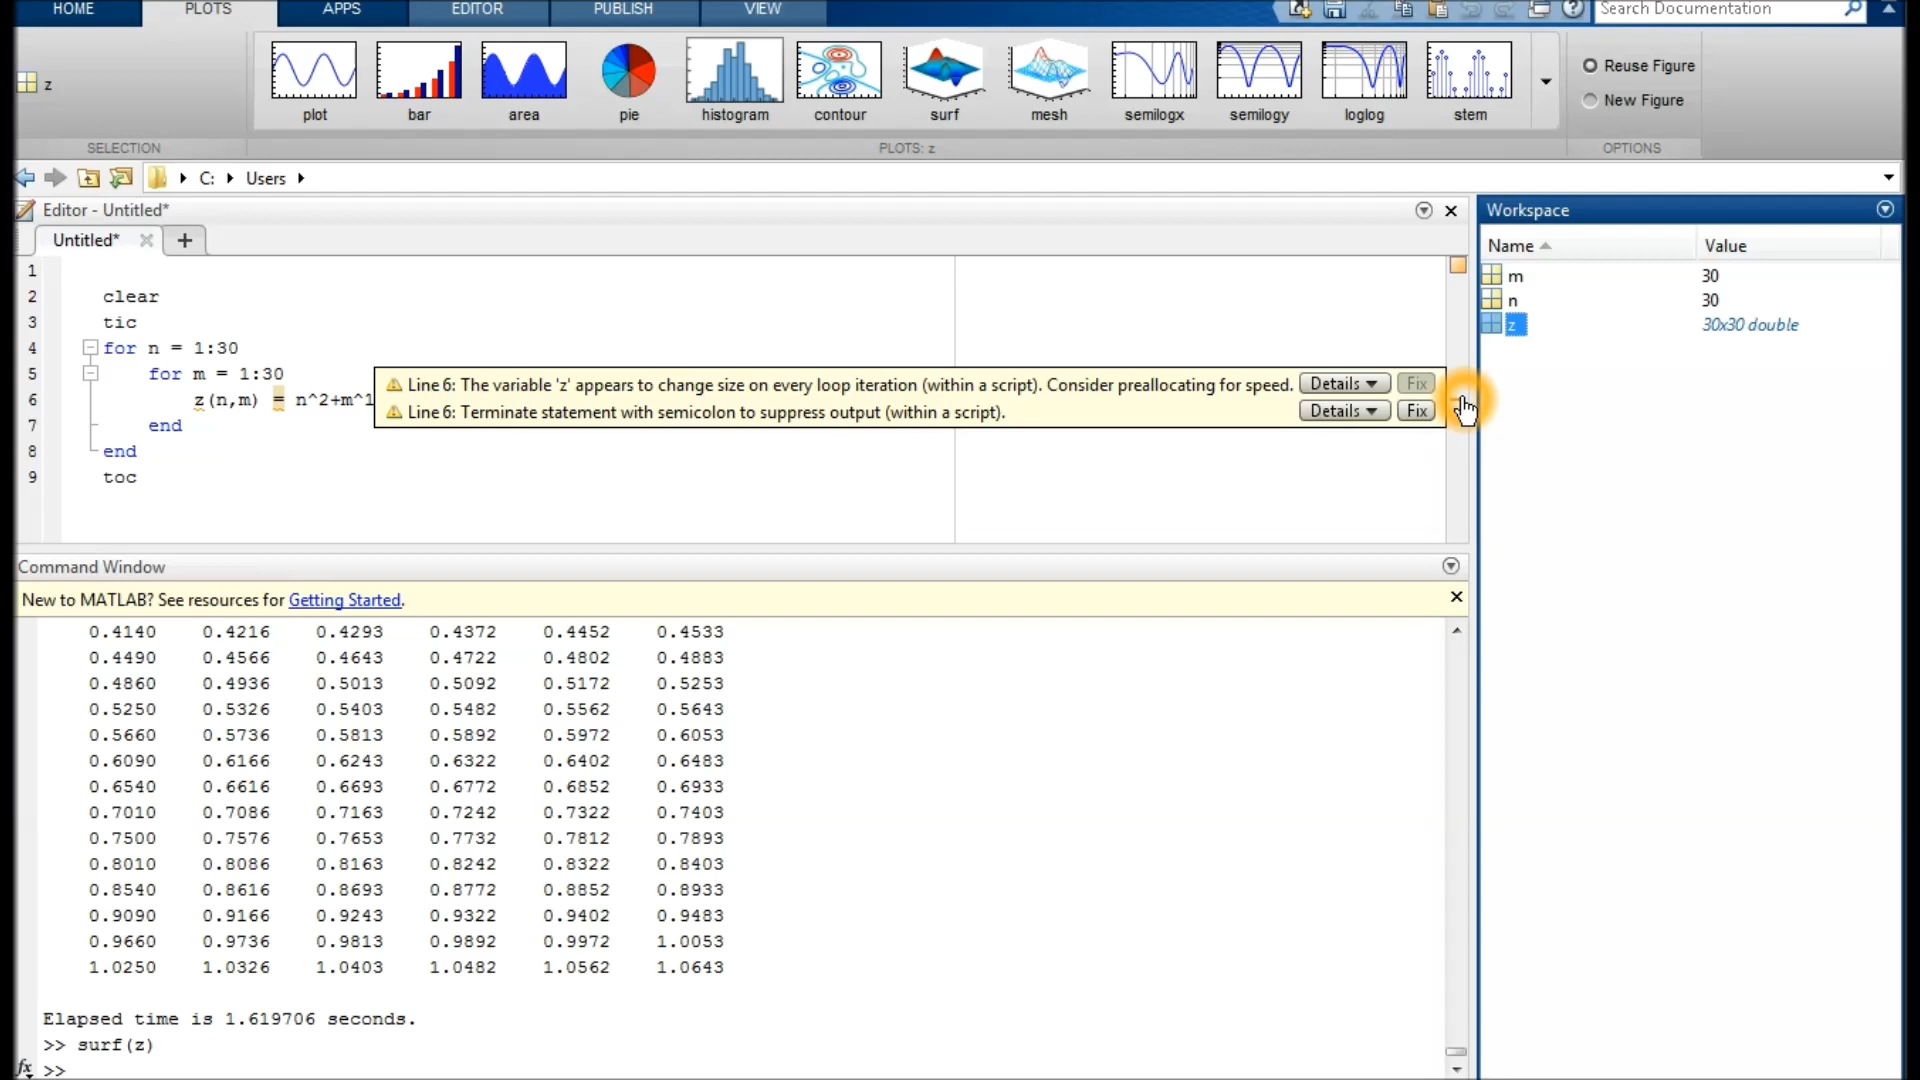 HOME PLOTS APPS EDITOR PUBLISH VIEW Search Documentation
z
plot bar area pie histogram contour surf mesh semilogx semilogy loglog stem
Reuse Figure
New Figure
SELECTION PLOTS: z OPTIONS
C: Users
Editor - Untitled*
Untitled*
1
2 clear
3 tic
4 for n = 1:30
5 for m = 1:30
6 z(n,m) = n^2+m^1
7 end
8 end
9 toc
Line 6: The variable 'z' appears to change size on every loop iteration (within a script). Consider preallocating for speed. Details Fix
Line 6: Terminate statement with semicolon to suppress output (within a script). Details Fix
Workspace
Name Value
m 30
n 30
z 30x30 double
Command Window
New to MATLAB? See resources for Getting Started.
0.4140 0.4216 0.4293 0.4372 0.4452 0.4533
0.4490 0.4566 0.4643 0.4722 0.4802 0.4883
0.4860 0.4936 0.5013 0.5092 0.5172 0.5253
0.5250 0.5326 0.5403 0.5482 0.5562 0.5643
0.5660 0.5736 0.5813 0.5892 0.5972 0.6053
0.6090 0.6166 0.6243 0.6322 0.6402 0.6483
0.6540 0.6616 0.6693 0.6772 0.6852 0.6933
0.7010 0.7086 0.7163 0.7242 0.7322 0.7403
0.7500 0.7576 0.7653 0.7732 0.7812 0.7893
0.8010 0.8086 0.8163 0.8242 0.8322 0.8403
0.8540 0.8616 0.8693 0.8772 0.8852 0.8933
0.9090 0.9166 0.9243 0.9322 0.9402 0.9483
0.9660 0.9736 0.9813 0.9892 0.9972 1.0053
1.0250 1.0326 1.0403 1.0482 1.0562 1.0643
Elapsed time is 1.619706 seconds.
>> surf(z)
fx >>